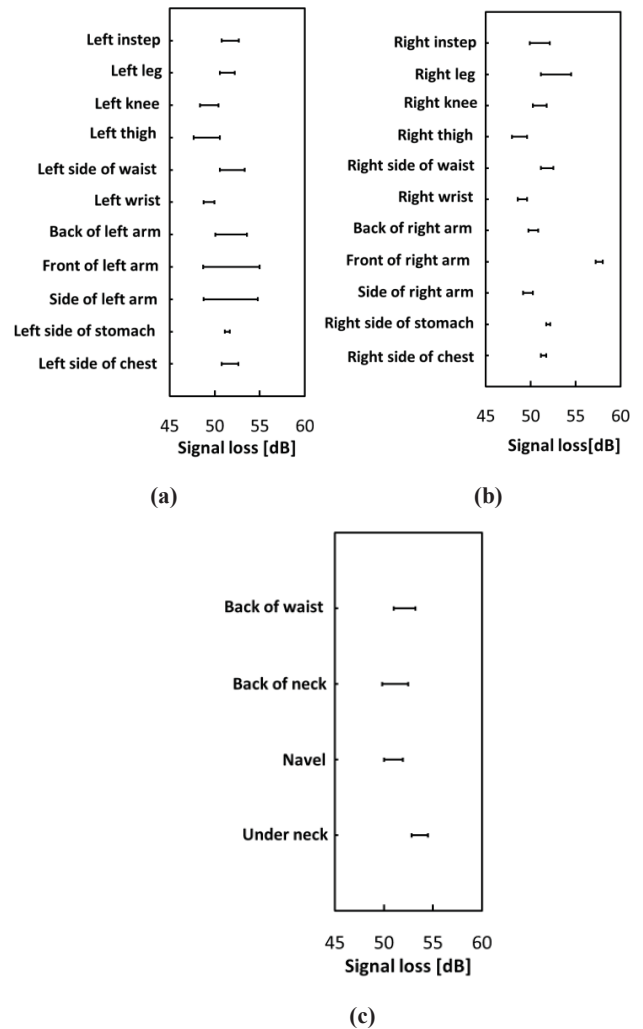 Left instep
Left leg
Left knee
Left thigh
Left side of waist
Left wrist
Back of left arm
Front of left arm
Side of left arm
Left side of stomach
Left side of chest
45 50 55 60
Signal loss [dB]
(a)
Right instep
Right leg
Right knee
Right thigh
Right side of waist
Right wrist
Back of right arm
Front of right arm
Side of right arm
Right side of stomach
Right side of chest
45 50 55 60
Signal loss[dB]
(b)
Back of waist
Back of neck
Navel
Under neck
45 50 55 60
Signal loss [dB]
(c)